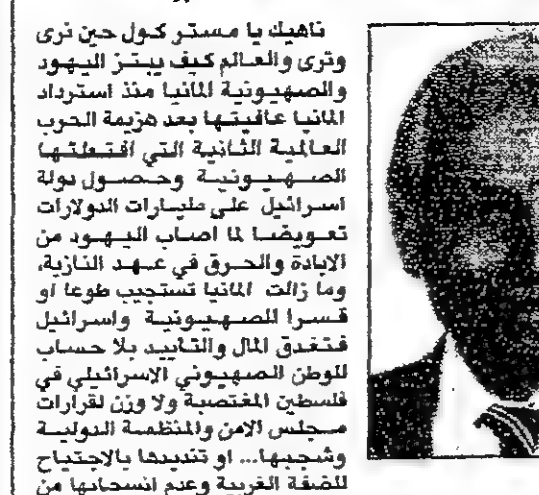 ناهيك يا مستر كول حين نرى
وترى والعالم كيف يبتز اليهود
والصهيونية المانيا منذ استرداد
المانيا عافيتها بعد هزيمة الحرب
العالمية الثانية التي افتعلتها
الصهيونية وحصول دولة
اسرائيل على مليارات الدولارات
تعويضا لما اصاب اليهود من
الابادة والحرق في عهد النازية،
وما زالت المانيا تستجيب طوعا او
قسرا للصهيونية واسرائيل
فتغدق المال والتاييد بلا حساب
للوطن الصهيوني الاسرائيلي في
فلسطين المغتصبة ولا وزن لقرارات
مجلس الامن والمنظمة الدولية
وشجبها... او تنديدها بالاجتياح
للضفة الغربية وعدم انسحابها من